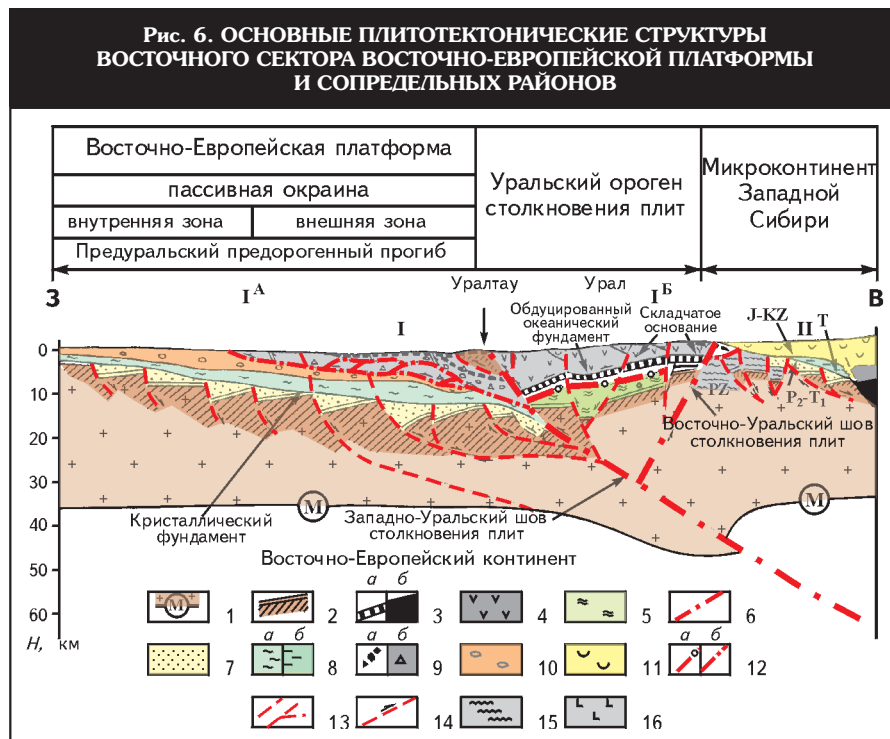 Рис. 6. ОСНОВНЫЕ ПЛИТОТЕКТОНИЧЕСКИЕ СТРУКТУРЫ
ВОСТОЧНОГО СЕКТОРА ВОСТОЧНО-ЕВРОПЕЙСКОЙ ПЛАТФОРМЫ
И СОПРЕДЕЛЬНЫХ РАЙОНОВ
Восточно-Европейская платформа
пассивная окраина
внутренняя зона
внешняя зона
Предуральский предорогенный прогиб
Уральский ороген
столкновения плит
Микроконтинент
Западной
Сибири
З
I А
Уралтау
Урал
I Б
В
I
Обдуцированный
океанический
фундамент
Складчатое
основание
J-KZ
II
T
PZ
P2-T1
Восточно-Уральский шов
столкновения плит
0
10
20
30
40
50
60
Н, км
М
М
Кристаллический
фундамент
Западно-Уральский шов
столкновения плит
Восточно-Европейский континент
М 1
2
а б 3
4
5
6
7
а б 8
а б 9
10
11
а б 12
13
14
15
16